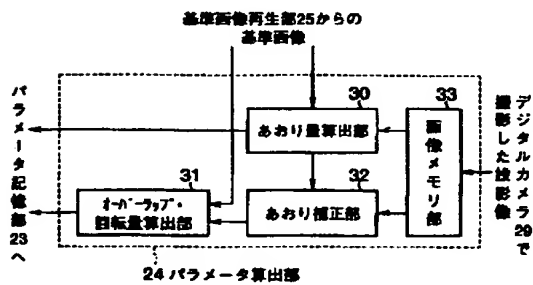 基準画像再生部25からの
基準画像
30
あおり量算出部
33
画像メモリ部
デジタルカメラ29で
撮影した投影像
31
オーバーラップ・
回転量算出部
32
あおり補正部
パラメータ記憶部23へ
24 パラメータ算出部